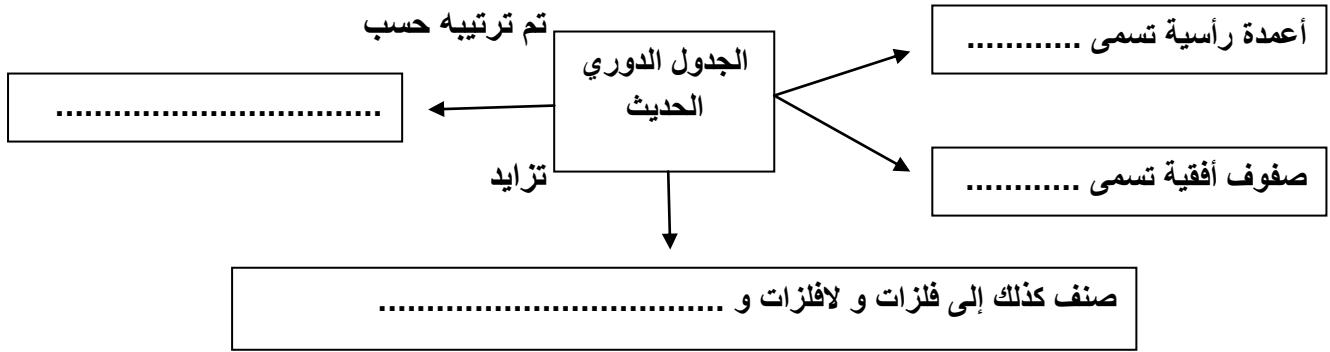 تم ترتيبه حسب
أعمدة رأسية تسمى ............
الجدول الدوري
الحديث
..................................
تزايد
صفوف أفقية تسمى ............
صنف كذلك إلى فلزات و لافلزات و ....................................